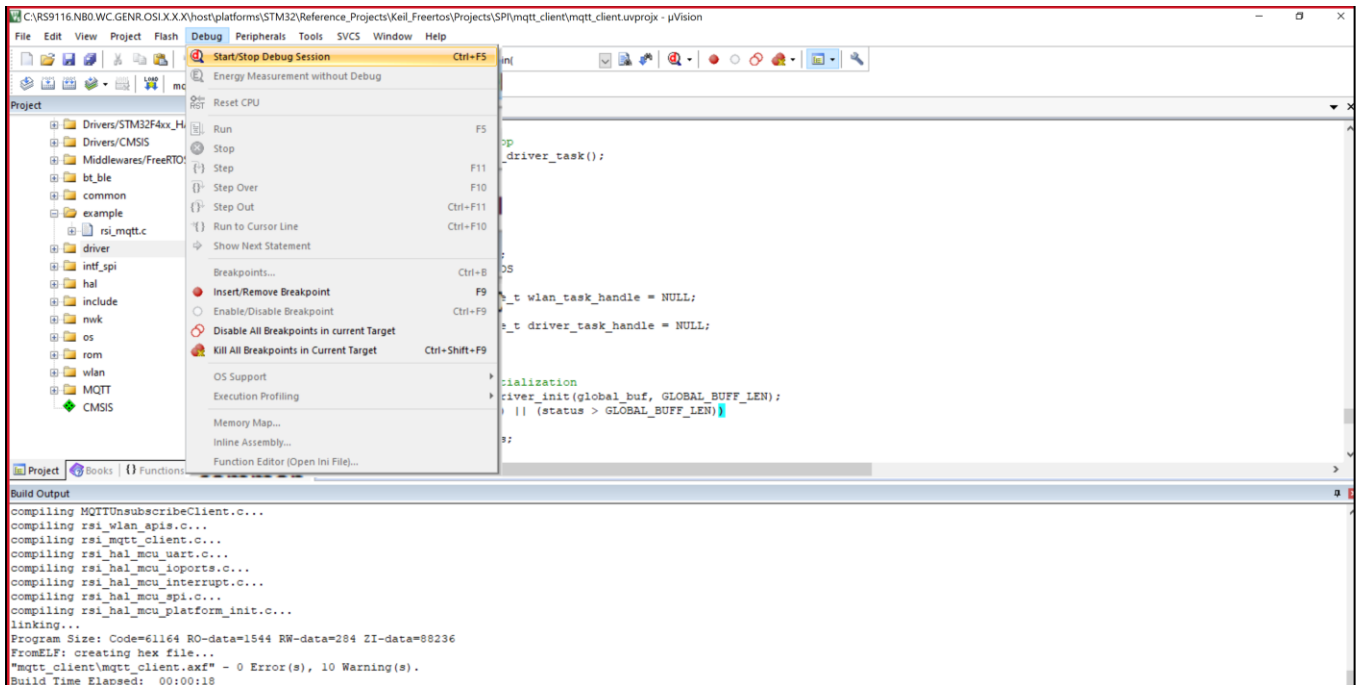 C:\RS9116.NB0.WC.GENR.OSI.X.X.X\host\platforms\STM32\Reference_Projects\Keil_Freertos\Projects\SPI\mqtt_client\mqtt_client.uvprojx - µVision
File Edit View Project Flash Debug Peripherals Tools SVCS Window Help
Start/Stop Debug Session Ctrl+F5
Energy Measurement without Debug
Reset CPU
Run F5
Stop
Step F11
Step Over F10
Step Out Ctrl+F11
Run to Cursor Line Ctrl+F10
Show Next Statement
Breakpoints... Ctrl+B
Insert/Remove Breakpoint F9
Enable/Disable Breakpoint Ctrl+F9
Disable All Breakpoints in current Target
Kill All Breakpoints in Current Target Ctrl+Shift+F9
OS Support
Execution Profiling
Memory Map...
Inline Assembly...
Function Editor (Open Ini File)...
LOAD
Project
Drivers/STM32F4xx_H
Drivers/CMSIS
Middlewares/FreeRTO
bt_ble
common
example
rsi_mqtt.c
driver
intf_spi
hal
include
nwk
os
rom
wlan
MQTT
CMSIS
op
_driver_task();
;
OS
e_t wlan_task_handle = NULL;
e_t driver_task_handle = NULL;
tialization
river_init(global_buf, GLOBAL_BUFF_LEN);
) || (status > GLOBAL_BUFF_LEN))
s;
Project Books {} Functions
Build Output
compiling MQTTUnsubscribeClient.c...
compiling rsi_wlan_apis.c...
compiling rsi_mqtt_client.c...
compiling rsi_hal_mcu_uart.c...
compiling rsi_hal_mcu_ioports.c...
compiling rsi_hal_mcu_interrupt.c...
compiling rsi_hal_mcu_spi.c...
compiling rsi_hal_mcu_platform_init.c...
linking...
Program Size: Code=61164 RO-data=1544 RW-data=284 ZI-data=88236
FromELF: creating hex file...
"mqtt_client\mqtt_client.axf" - 0 Error(s), 10 Warning(s).
Build Time Elapsed: 00:00:18